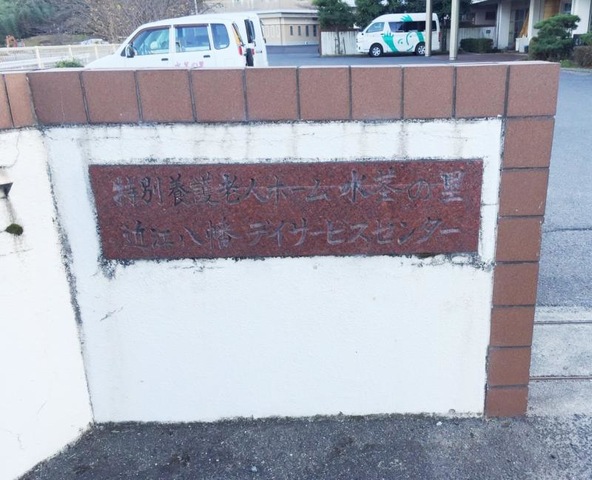 特別養護老人ホーム 水茎の里
近江八幡 デイサービスセンター